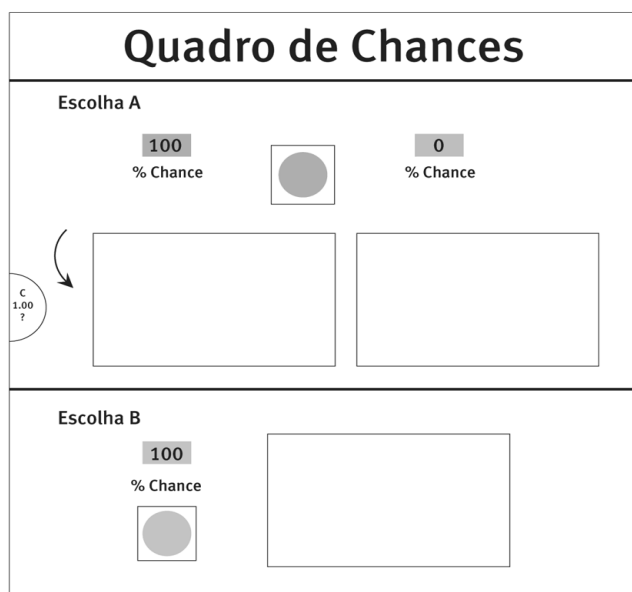 Quadro de Chances
Escolha A
100
% Chance
0
% Chance
C
1.00
?
Escolha B
100
% Chance